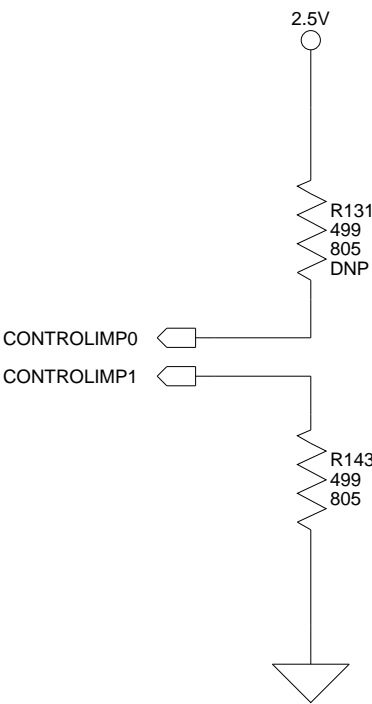 2.5V
R131
499
805
DNP
CONTROLIMP0
CONTROLIMP1
R143
499
805